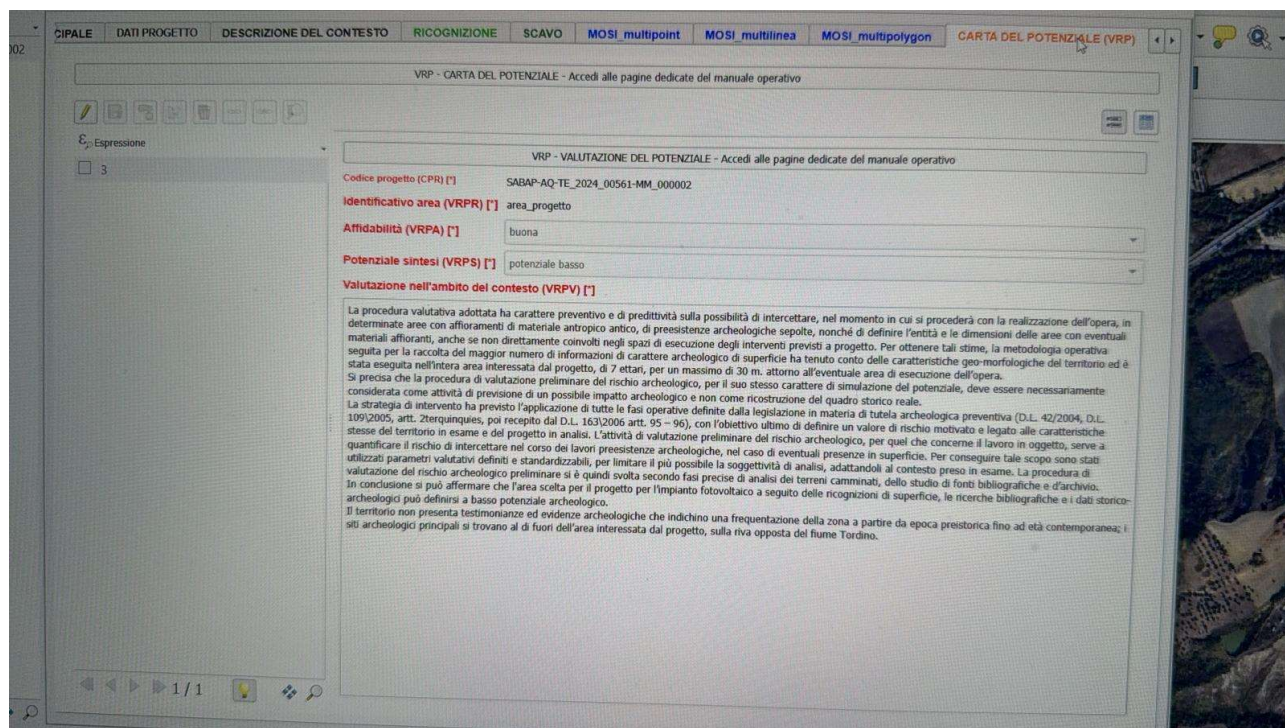 002
CIPALE
DATI PROGETTO
DESCRIZIONE DEL CONTESTO
RICOGNIZIONE
SCAVO
MOSI_multipoint
MOSI_multilinea
MOSI_multipolygon
CARTA DEL POTENZIALE (VRP)
VRP - CARTA DEL POTENZIALE - Accedi alle pagine dedicate del manuale operativo
Espressione
3
VRP - VALUTAZIONE DEL POTENZIALE - Accedi alle pagine dedicate del manuale operativo
Codice progetto (CPR) [*] SABAP-AQ-TE_2024_00561-MM_000002
Identificativo area (VRPR) [*] area_progetto
Affidabilità (VRPA) [*] buona
Potenziale sintesi (VRPS) [*] potenziale basso
Valutazione nell'ambito del contesto (VRPV) [*]
La procedura valutativa adottata ha carattere preventivo e di predittività sulla possibilità di intercettare, nel momento in cui si procederà con la realizzazione dell'opera, in
determinate aree con affioramenti di materiale antropico antico, di preesistenze archeologiche sepolte, nonché di definire l'entità e le dimensioni delle aree con eventuali
materiali affioranti, anche se non direttamente coinvolti negli spazi di esecuzione degli interventi previsti a progetto. Per ottenere tali stime, la metodologia operativa
seguita per la raccolta del maggior numero di informazioni di carattere archeologico di superficie ha tenuto conto delle caratteristiche geo-morfologiche del territorio ed è
stata eseguita nell'intera area interessata dal progetto, di 7 ettari, per un massimo di 30 m. attorno all'eventuale area di esecuzione dell'opera.
Si precisa che la procedura di valutazione preliminare del rischio archeologico, per il suo stesso carattere di simulazione del potenziale, deve essere necessariamente
considerata come attività di previsione di un possibile impatto archeologico e non come ricostruzione del quadro storico reale.
La strategia di intervento ha previsto l'applicazione di tutte le fasi operative definite dalla legislazione in materia di tutela archeologica preventiva (D.L. 42/2004, D.L.
109\2005, artt. 2terquinquies, poi recepito dal D.L. 163\2006 artt. 95 – 96), con l'obiettivo ultimo di definire un valore di rischio motivato e legato alle caratteristiche
stesse del territorio in esame e del progetto in analisi. L'attività di valutazione preliminare del rischio archeologico, per quel che concerne il lavoro in oggetto, serve a
quantificare il rischio di intercettare nel corso dei lavori preesistenze archeologiche, nel caso di eventuali presenze in superficie. Per conseguire tale scopo sono stati
utilizzati parametri valutativi definiti e standardizzabili, per limitare il più possibile la soggettività di analisi, adattandoli al contesto preso in esame. La procedura di
valutazione del rischio archeologico preliminare si è quindi svolta secondo fasi precise di analisi dei terreni camminati, dello studio di fonti bibliografiche e d'archivio.
In conclusione si può affermare che l'area scelta per il progetto per l'impianto fotovoltaico a seguito delle ricognizioni di superficie, le ricerche bibliografiche e i dati storico-
archeologici può definirsi a basso potenziale archeologico.
Il territorio non presenta testimonianze ed evidenze archeologiche che indichino una frequentazione della zona a partire da epoca preistorica fino ad età contemporanea; i
siti archeologici principali si trovano al di fuori dell'area interessata dal progetto, sulla riva opposta del fiume Tordino.
1 / 1